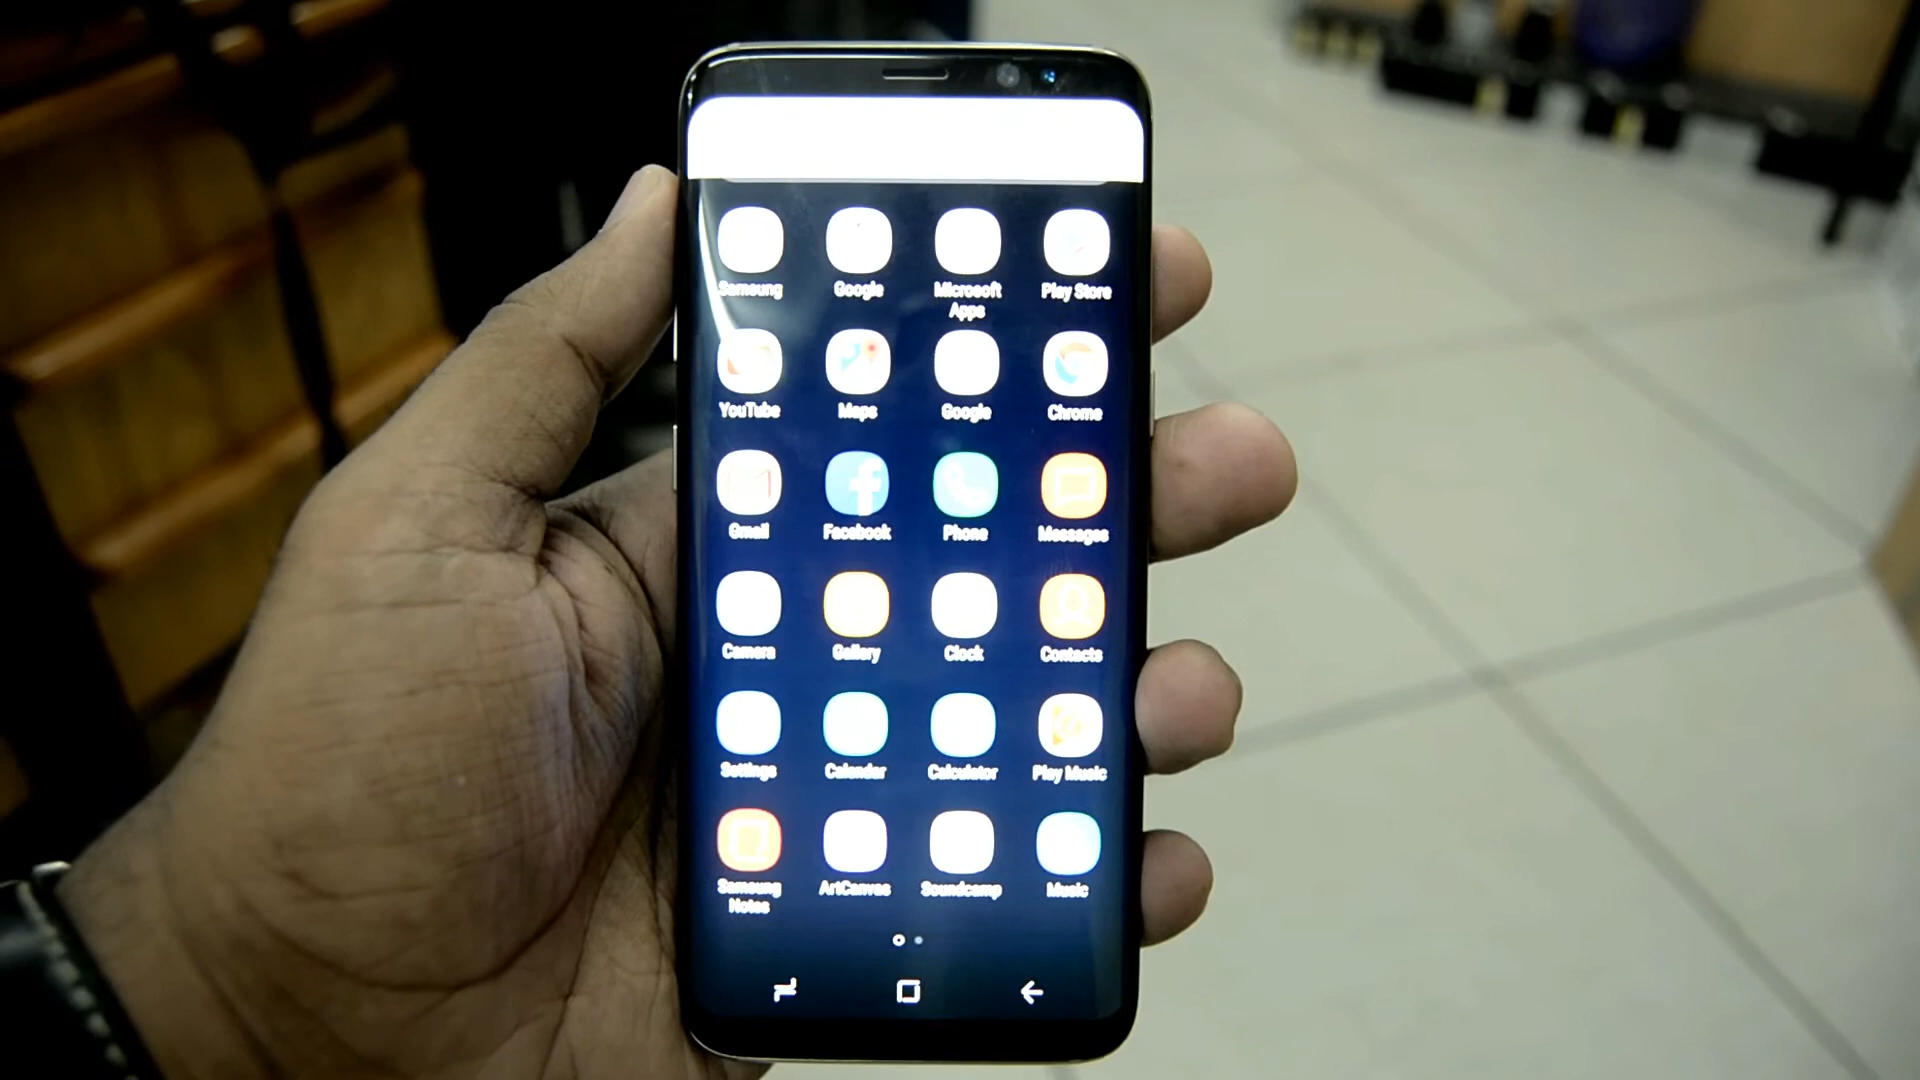 Samsung Google Microsoft Play Store
Apps
YouTube Maps Google Chrome
Gmail Facebook Phone Messages
Camera Gallery Clock Contacts
Settings Calendar Calculator Play Music
Samsung ArtCanvas Soundcamp Music
Notes